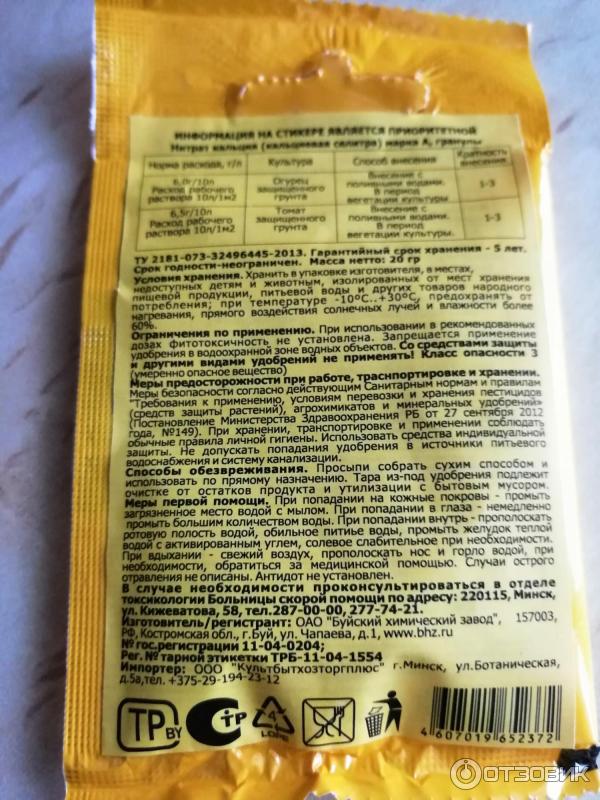 ИНФОРМАЦИЯ НА СТИКЕРЕ ЯВЛЯЕТСЯ ПРИОРИТЕТНОЙ
Нитрат кальция (кальциевая селитра) марка А, гранулы
Норма расхода, г/л Культура Способ внесения Кратность внесения
6,0г/10л Огурец Внесение с
Расход рабочего защищенного поливными водами. 1-3
раствора 10л/1м2 грунта В период
вегетации культуры
6,5г/10л Томат Внесение с
Расход рабочего защищенного поливными водами. 1-3
раствора 10л/1м2 грунта В период
вегетации культуры.
ТУ 2181-073-32496445-2013. Гарантийный срок хранения - 5 лет.
Срок годности-неограничен. Масса нетто: 20 гр
Условия хранения. Хранить в упаковке изготовителя, в местах,
недоступных детям и животным, изолированных от мест хранения
пищевой продукции, питьевой воды и других товаров народного
потребления; при температуре -10°С..+30°С, предохранять от
нагревания, прямого воздействия солнечных лучей и влажности более
60%.
Ограничения по применению. При использовании в рекомендованных
дозах фитотоксичность не установлена. Запрещается применение
удобрения в водоохранной зоне водных объектов. Со средствами защиты
и другими видами удобрений не применять! Класс опасности 3
(умеренно опасное вещество)
Меры предосторожности при работе, траснпортировке и хранении.
Меры безопасности согласно действующим Санитарным нормам и правилам
"Требования к применению, условиям перевозки и хранения пестицидов
(средств защиты растений), агрохимикатов и минеральных удобрений"
(Постановление Министерства Здравоохранения РБ от 27 сентября 2012
года, №149). При хранении, транспортировке и применении соблюдать
обычные правила личной гигиены. Использовать средства индивидуальной
защиты. Не допускать попадания удобрения в источники питьевого
водоснабжения и систему канализации.
Способы обезвреживания. Просыпи собрать сухим способом и
использовать по прямому назначению. Тара из-под удобрения подлежит
очистке от остатков продукта и утилизации с бытовым мусором.
Меры первой помощи. При попадании на кожные покровы - промыть
загрязненное место водой с мылом. При попадании в глаза - немедленно
промыть большим количеством воды. При попадании внутрь - прополоскать
ротовую полость водой, обильное питье воды, промыть желудок теплой
водой с активированным углем, солевое слабительное при необходимости.
При вдыхании - свежий воздух, прополоскать нос и горло водой, при
необходимости, обратиться за медицинской помощью. Случаи острого
отравления не описаны. Антидот не установлен.
В случае необходимости проконсультироваться в отделе
токсикологии Больницы скорой помощи по адресу: 220115, Минск,
ул.Кижеватова, 58, тел.287-00-00, 277-74-21.
Изготовитель/регистрант: ОАО "Буйский химический завод", 157003,
РФ, Костромская обл., г.Буй, ул. Чапаева, д.1, www.bhz.ru
№гос.регистрации 11-04-0204;
Рег. №тарной этикетки ТРБ-11-04-1554
Импортер: ООО "Культбытхозторгплюс" г.Минск, ул.Ботаническая,
д.5а,тел. +375-29-194-23-12
ТР BY СТР 4 LDPE
4 607019 652372
ОТЗОВИК